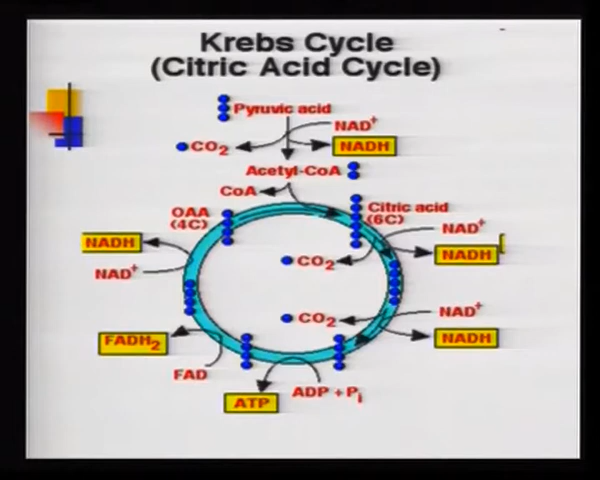 Krebs Cycle
(Citric Acid Cycle)
Pyruvic acid
NAD+
CO2
NADH
Acetyl-CoA
CoA
OAA
(4C)
Citric acid
(6C)
NAD+
NADH
NADH
CO2
NAD+
CO2
NAD+
FADH2
NADH
FAD
ADP + Pi
ATP